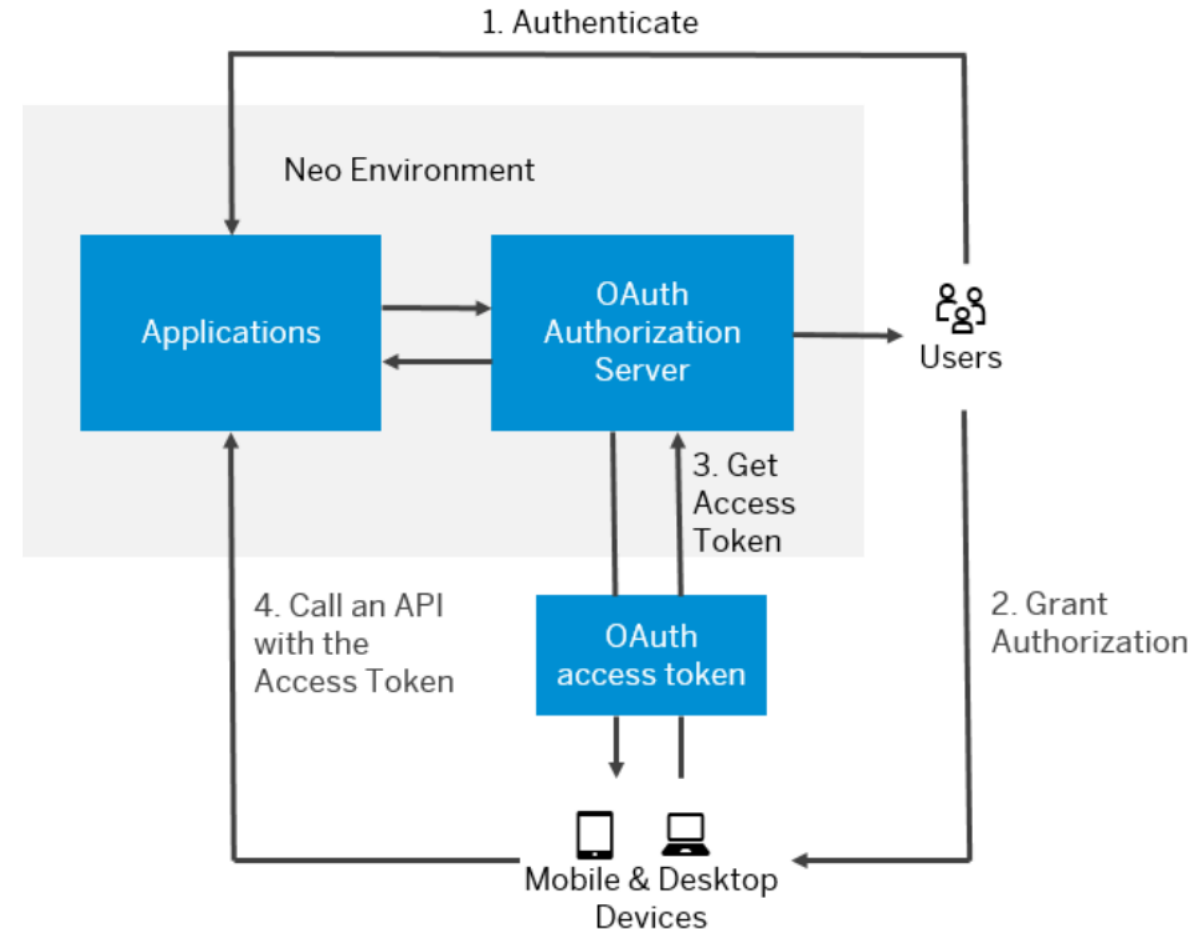 1. Authenticate
Neo Environment
Applications
OAuth
Authorization
Server
Users
3. Get
Access
Token
4. Call an API
with the
Access Token
OAuth
access token
2. Grant
Authorization
Mobile & Desktop
Devices